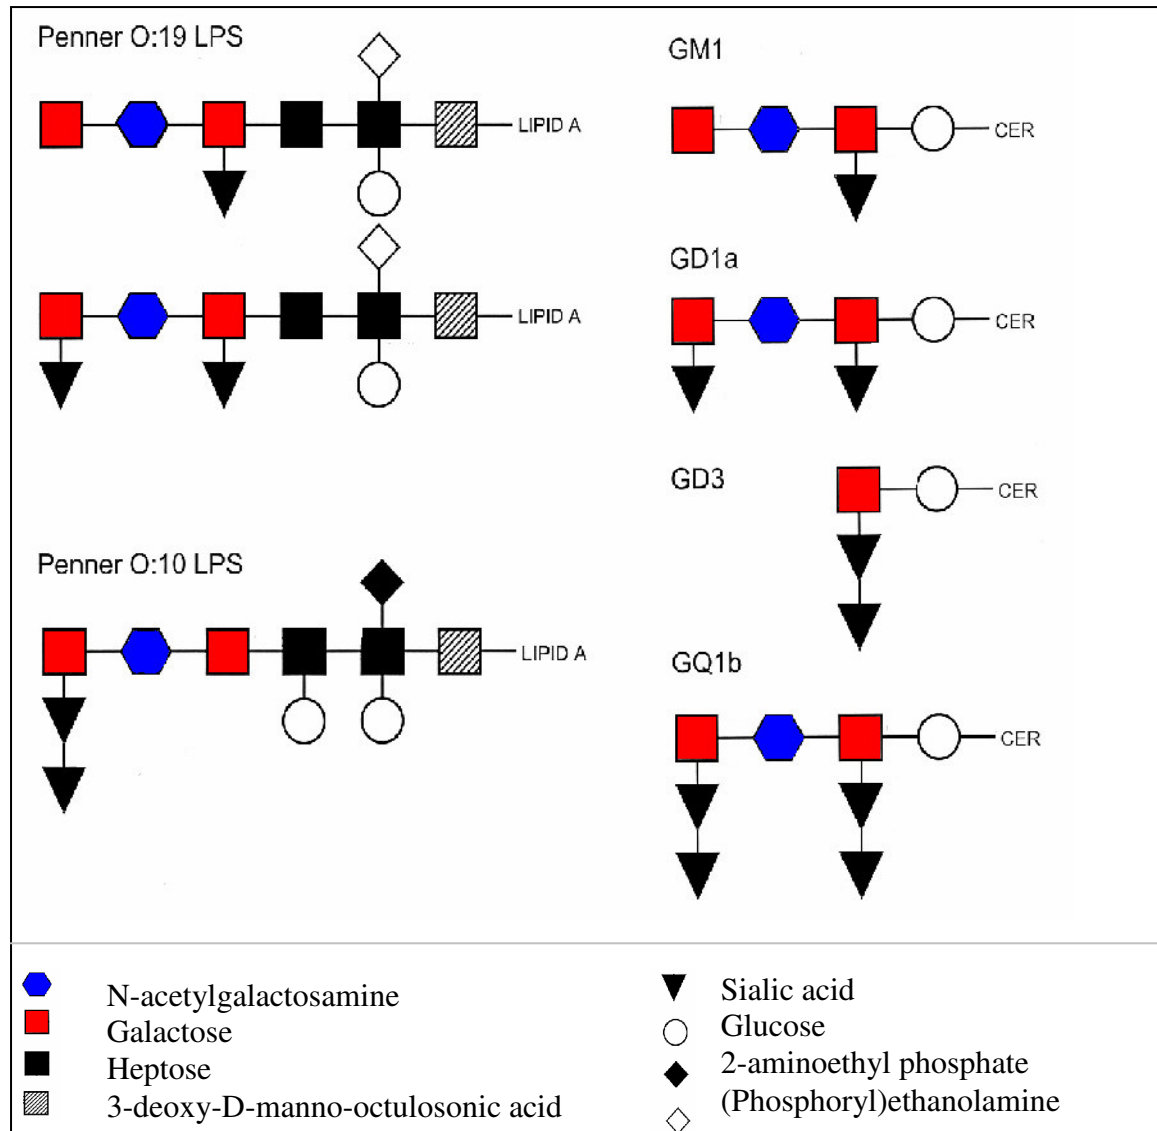 Penner O:19 LPS
LIPID A
LIPID A
Penner O:10 LPS
LIPID A
GM1
CER
GD1a
CER
GD3
CER
GQ1b
CER
N-acetylgalactosamine
Galactose
Heptose
3-deoxy-D-manno-octulosonic acid
Sialic acid
Glucose
2-aminoethyl phosphate
(Phosphoryl)ethanolamine